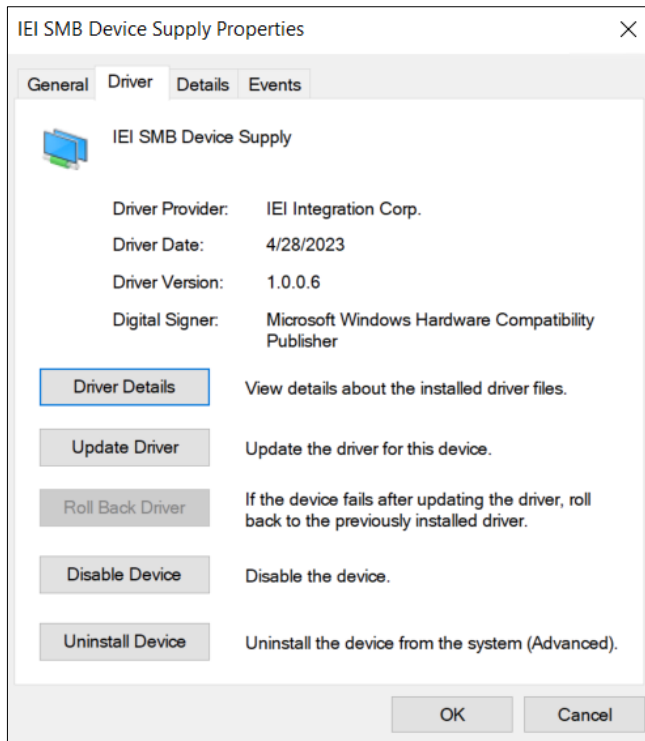 IEI SMB Device Supply Properties
General Driver Details Events
IEI SMB Device Supply
Driver Provider: IEI Integration Corp.
Driver Date: 4/28/2023
Driver Version: 1.0.0.6
Digital Signer: Microsoft Windows Hardware Compatibility
Publisher
Driver Details View details about the installed driver files.
Update Driver Update the driver for this device.
Roll Back Driver If the device fails after updating the driver, roll
back to the previously installed driver.
Disable Device Disable the device.
Uninstall Device Uninstall the device from the system (Advanced).
OK Cancel